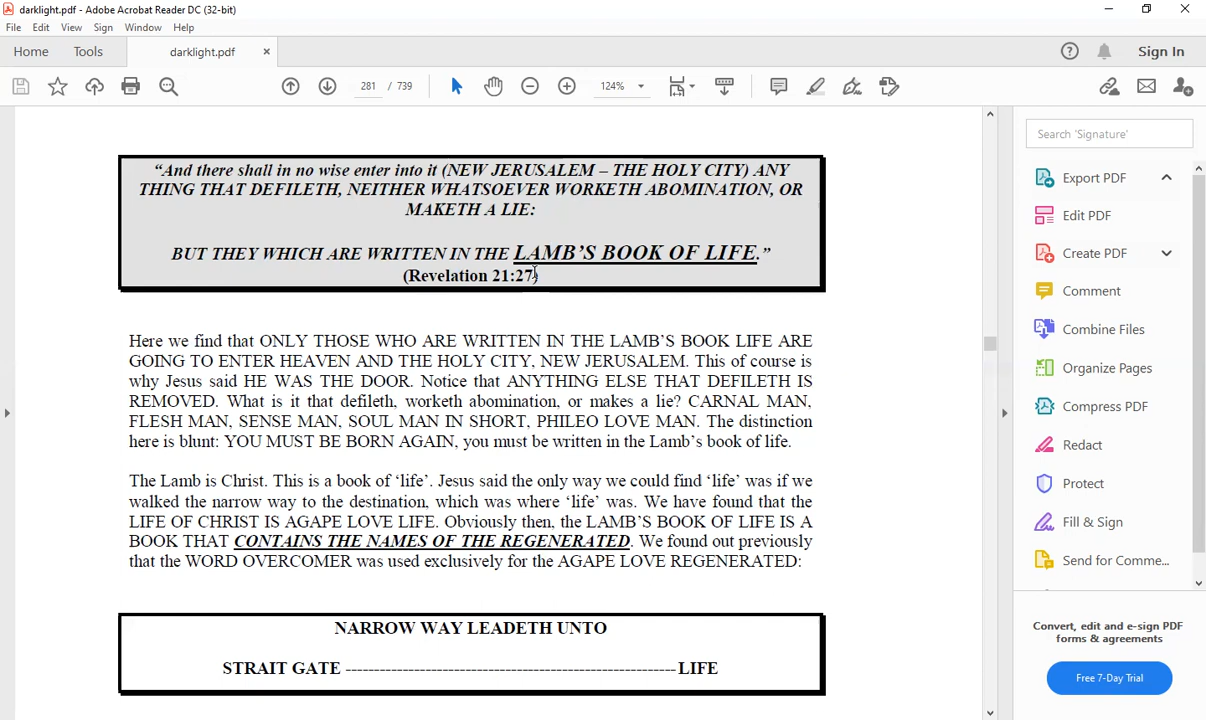 darklight.pdf - Adobe Acrobat Reader DC (32-bit)
File Edit View Sign Window Help
Home Tools darklight.pdf × Sign In
281 / 739 124%
“And there shall in no wise enter into it (NEW JERUSALEM – THE HOLY CITY) ANY
THING THAT DEFILETH, NEITHER WHATSOEVER WORKETH ABOMINATION, OR
MAKETH A LIE:
BUT THEY WHICH ARE WRITTEN IN THE LAMB’S BOOK OF LIFE.”
(Revelation 21:27)
Here we find that ONLY THOSE WHO ARE WRITTEN IN THE LAMB’S BOOK LIFE ARE
GOING TO ENTER HEAVEN AND THE HOLY CITY, NEW JERUSALEM. This of course is
why Jesus said HE WAS THE DOOR. Notice that ANYTHING ELSE THAT DEFILETH IS
REMOVED. What is it that defileth, worketh abomination, or makes a lie? CARNAL MAN,
FLESH MAN, SENSE MAN, SOUL MAN IN SHORT, PHILEO LOVE MAN. The distinction
here is blunt: YOU MUST BE BORN AGAIN, you must be written in the Lamb’s book of life.
The Lamb is Christ. This is a book of ‘life’. Jesus said the only way we could find ‘life’ was if we
walked the narrow way to the destination, which was where ‘life’ was. We have found that the
LIFE OF CHRIST IS AGAPE LOVE LIFE. Obviously then, the LAMB’S BOOK OF LIFE IS A
BOOK THAT CONTAINS THE NAMES OF THE REGENERATED. We found out previously
that the WORD OVERCOMER was used exclusively for the AGAPE LOVE REGENERATED:
NARROW WAY LEADETH UNTO
STRAIT GATE ------------------------------------------------------------LIFE
Search 'Signature'
Export PDF
Edit PDF
Create PDF
Comment
Combine Files
Organize Pages
Compress PDF
Redact
Protect
Fill & Sign
Send for Comme...
Convert, edit and e-sign PDF
forms & agreements
Free 7-Day Trial